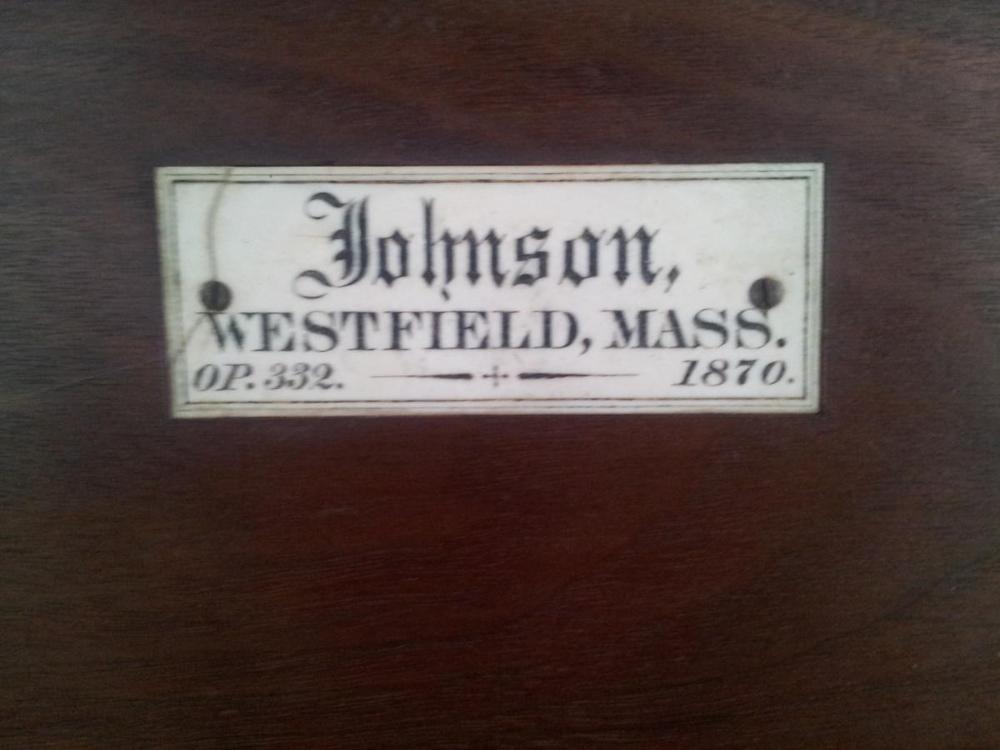 Johnson,
WESTFIELD, MASS.
OP. 332. 1870.